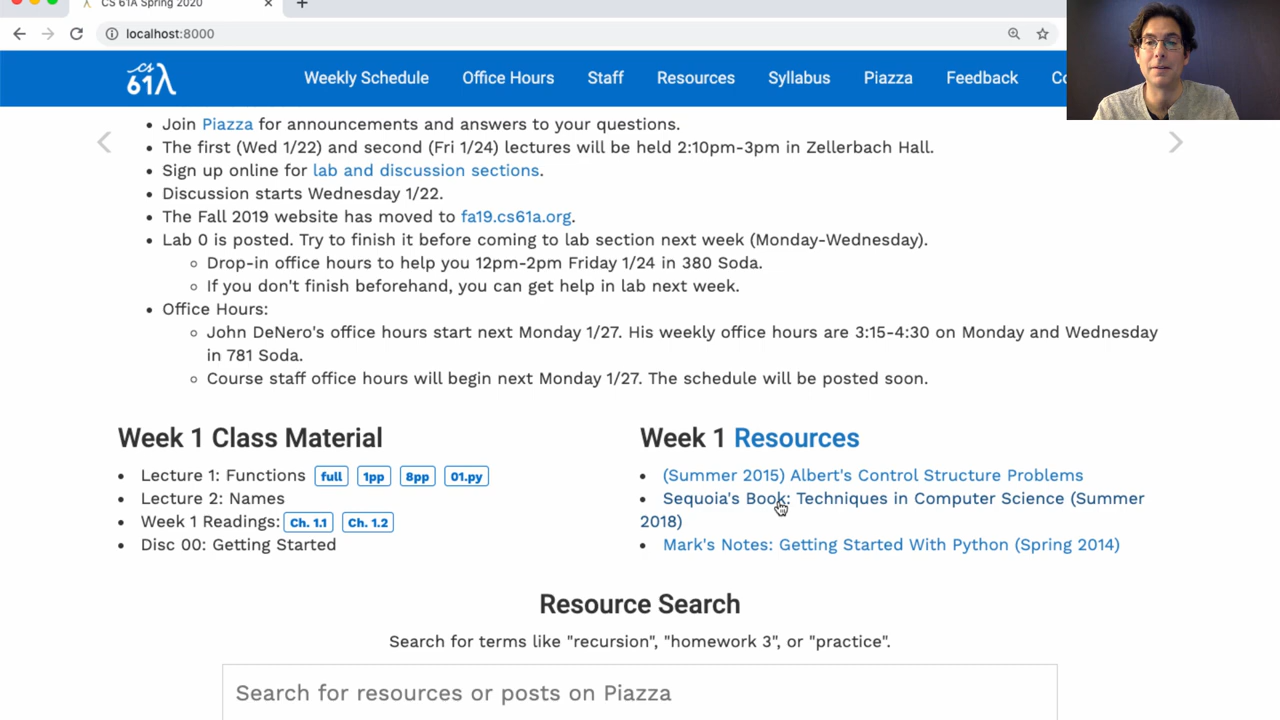 CS 61A Spring 2020
localhost:8000
cs 61λ Weekly Schedule Office Hours Staff Resources Syllabus Piazza Feedback
Join Piazza for announcements and answers to your questions.
The first (Wed 1/22) and second (Fri 1/24) lectures will be held 2:10pm-3pm in Zellerbach Hall.
Sign up online for lab and discussion sections.
Discussion starts Wednesday 1/22.
The Fall 2019 website has moved to fa19.cs61a.org.
Lab 0 is posted. Try to finish it before coming to lab section next week (Monday-Wednesday).
Drop-in office hours to help you 12pm-2pm Friday 1/24 in 380 Soda.
If you don't finish beforehand, you can get help in lab next week.
Office Hours:
John DeNero's office hours start next Monday 1/27. His weekly office hours are 3:15-4:30 on Monday and Wednesday
in 781 Soda.
Course staff office hours will begin next Monday 1/27. The schedule will be posted soon.
Week 1 Class Material
Lecture 1: Functions full 1pp 8pp 01.py
Lecture 2: Names
Week 1 Readings: Ch. 1.1 Ch. 1.2
Disc 00: Getting Started
Week 1 Resources
(Summer 2015) Albert's Control Structure Problems
Sequoia's Book: Techniques in Computer Science (Summer
2018)
Mark's Notes: Getting Started With Python (Spring 2014)
Resource Search
Search for terms like "recursion", "homework 3", or "practice".
Search for resources or posts on Piazza